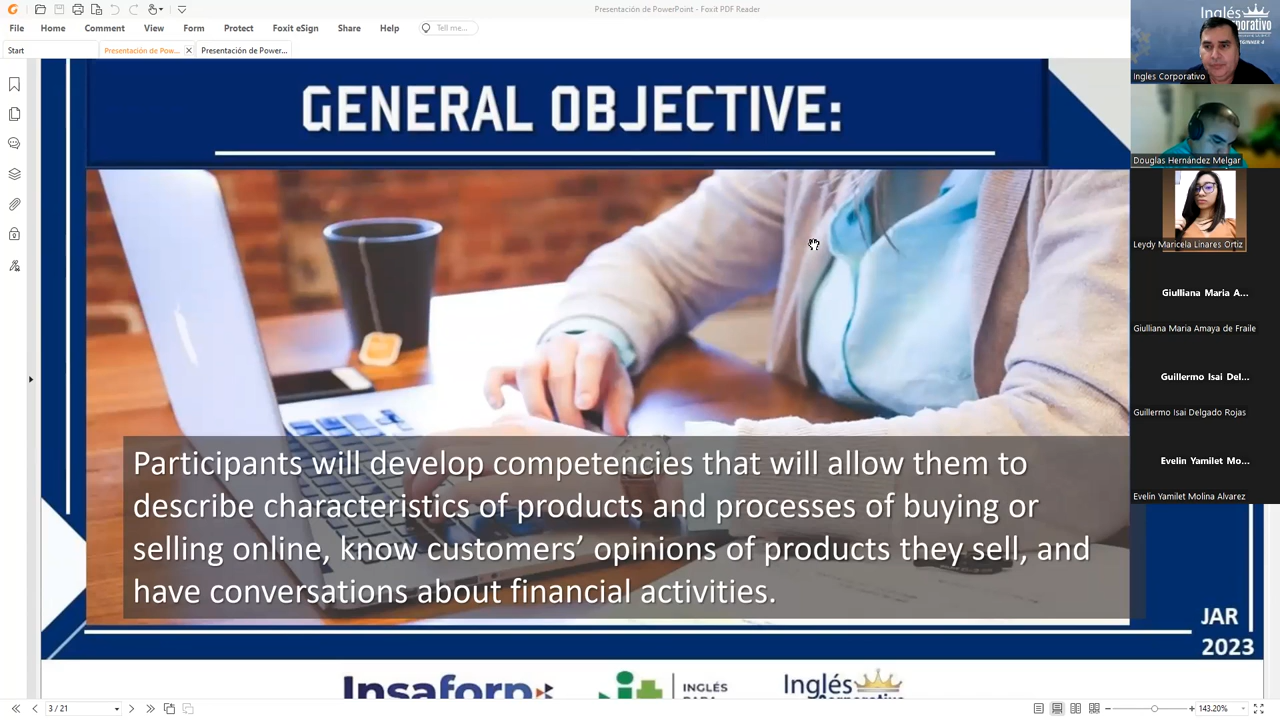 Presentación de PowerPoint - Foxit PDF Reader
File Home Comment View Form Protect Foxit eSign Share Help Tell me...
Start Presentación de Pow... Presentación de Power...
GENERAL OBJECTIVE:
Participants will develop competencies that will allow them to
describe characteristics of products and processes of buying or
selling online, know customers’ opinions of products they sell, and
have conversations about financial activities.
JAR
2023
Insaforp
INGLÉS
Inglés
3 / 21
143.20%
Inglés
Ingles Corporativo
Douglas Hernández Melgar
Leydy Maricela Linares Ortiz
Giulliana Maria A...
Giulliana Maria Amaya de Fraile
Guillermo Isai Del...
Guillermo Isai Delgado Rojas
Evelin Yamilet Mo...
Evelin Yamilet Molina Alvarez